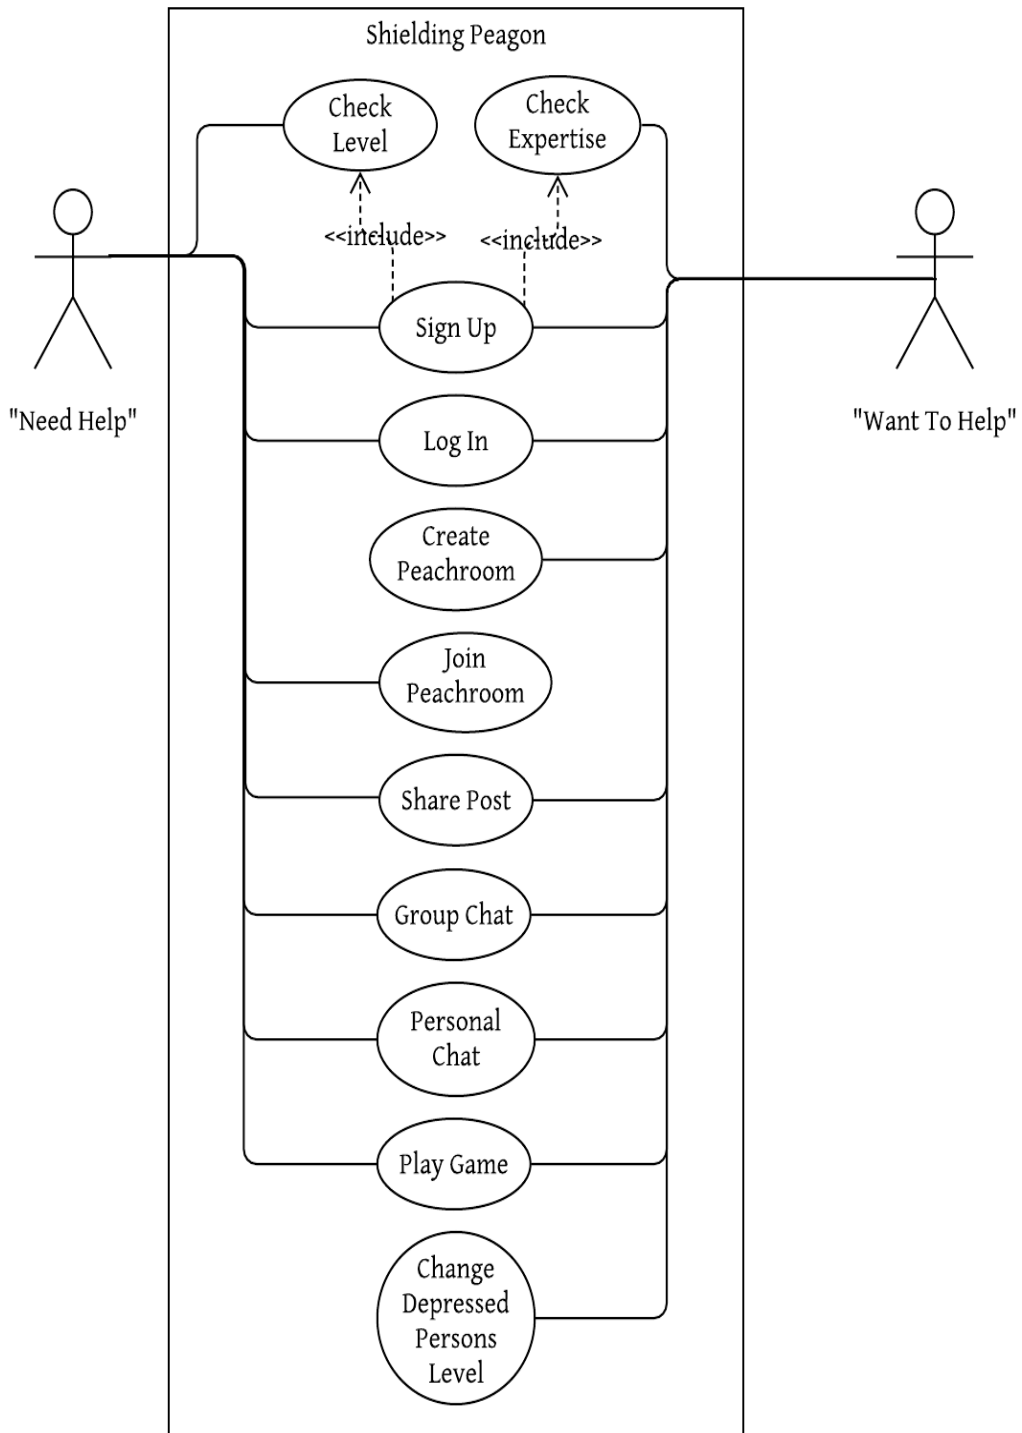 Shielding Peagon
Check
Level
Check
Expertise
<<include>>
<<include>>
Sign Up
"Need Help"
"Want To Help"
Log In
Create
Peachroom
Join
Peachroom
Share Post
Group Chat
Personal
Chat
Play Game
Change
Depressed
Persons
Level